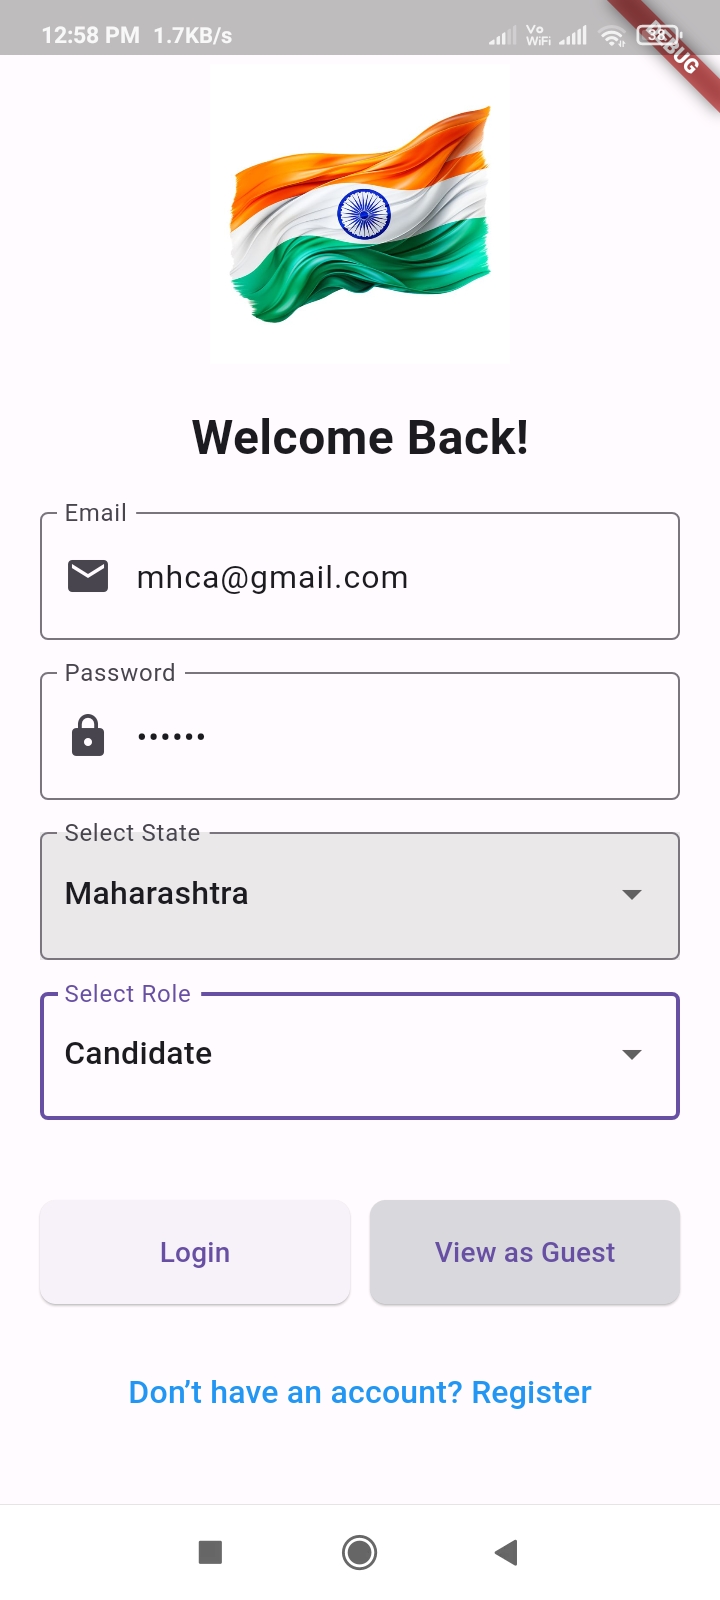 12:58 PM 1.7KB/s
Vo
WiFi
38
DEBUG
Welcome Back!
Email
mhca@gmail.com
Password
••••••
Select State
Maharashtra
Select Role
Candidate
Login View as Guest
Don’t have an account? Register